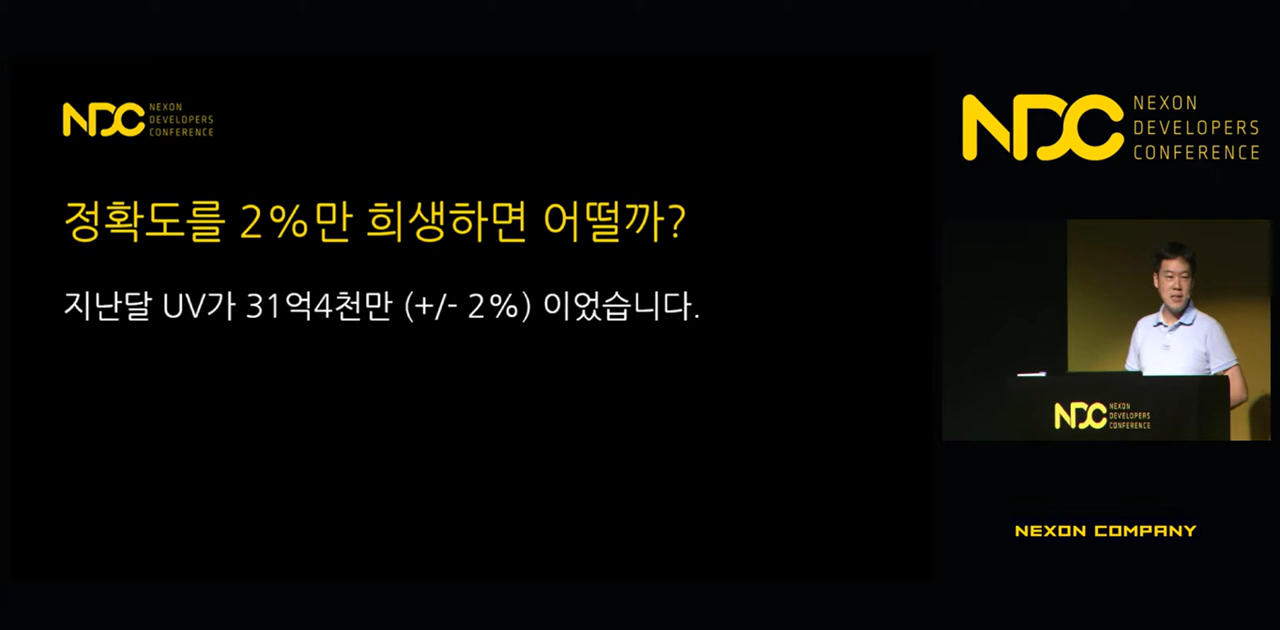 NDC NEXON
DEVELOPERS
CONFERENCE
정확도를 2%만 희생하면 어떨까?
지난달 UV가 31억4천만 (+/- 2%) 이었습니다.
NDC NEXON
DEVELOPERS
CONFERENCE
NDC NEXON
DEVELOPERS
CONFERENCE
NEXON COMPANY